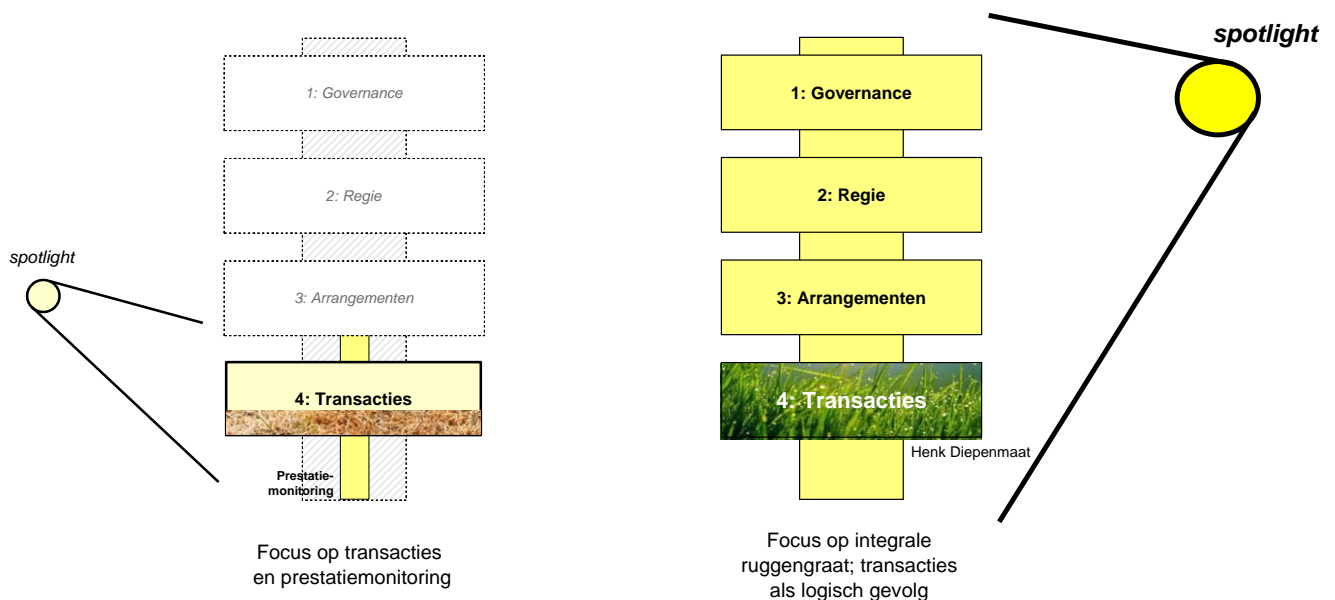 spotlight
1: Governance
2: Regie
3: Arrangementen
4: Transacties
Prestatie-
monitoring
Focus op transacties
en prestatiemonitoring
spotlight
1: Governance
2: Regie
3: Arrangementen
4: Transacties
Henk Diepenmaat
Focus op integrale
ruggengraat; transacties
als logisch gevolg